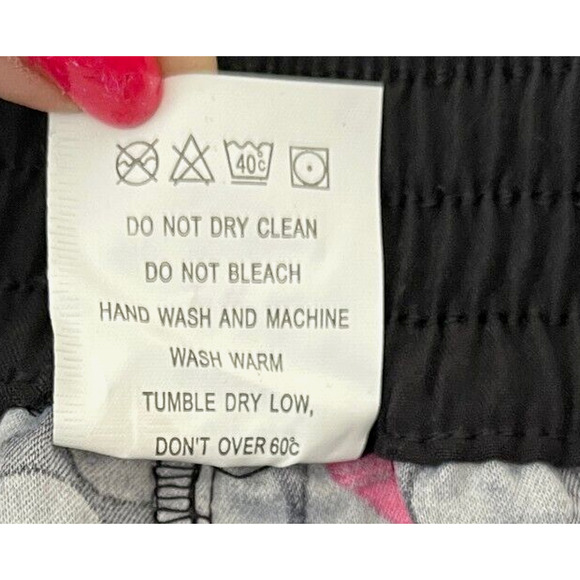 40°c
DO NOT DRY CLEAN
DO NOT BLEACH
HAND WASH AND MACHINE
WASH WARM
TUMBLE DRY LOW,
DON'T OVER 60°c